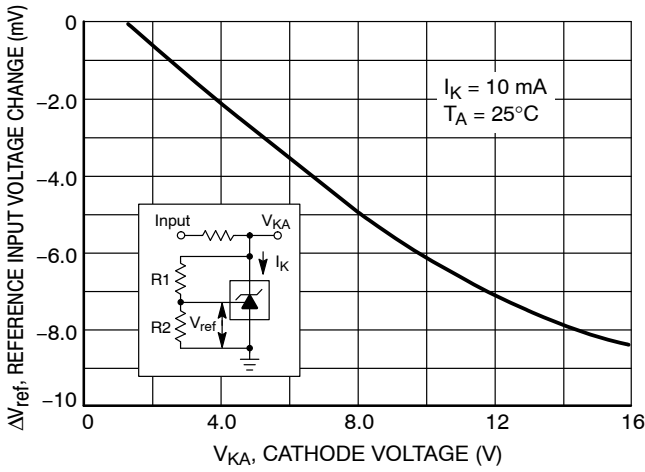 ΔVref, REFERENCE INPUT VOLTAGE CHANGE (mV)
0
−2.0
−4.0
−6.0
−8.0
−10
IK = 10 mA
TA = 25°C
Input
VKA
IK
R1
R2
Vref
0
4.0
8.0
12
16
VKA, CATHODE VOLTAGE (V)